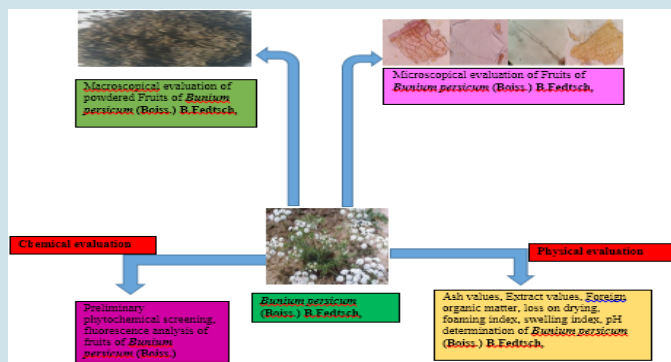 Macroscopical evaluation of
powdered Fruits of Bunium
persicum (Boiss.) B.Fedtsch,
Microscopical evaluation of Fruits of
Bunium persicum (Boiss.) B.Fedtsch,
Chemical evaluation
Physical evaluation
Preliminary
phytochemical screening,
fluorescence analysis of
fruits of Bunium
persicum (Boiss.)
Bunium persicum
(Boiss.) B.Fedtsch,
Ash values, Extract values, Foreign
organic matter, loss on drying,
foaming index, swelling index, pH
determination of Bunium persicum
(Boiss.) B.Fedtsch,